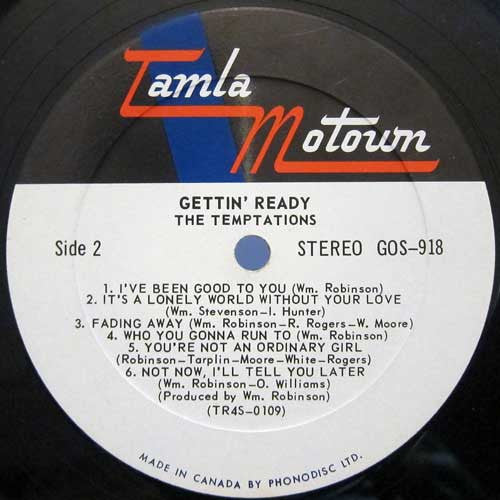 Tamla
Motown
GETTIN' READY
THE TEMPTATIONS
Side 2
STEREO GOS-918
1. I'VE BEEN GOOD TO YOU (Wm. Robinson)
2. IT'S A LONELY WORLD WITHOUT YOUR LOVE
(Wm. Stevenson-I. Hunter)
3. FADING AWAY (Wm. Robinson-R. Rogers-W. Moore)
4. WHO YOU GONNA RUN TO (Wm. Robinson)
5. YOU'RE NOT AN ORDINARY GIRL
(Robinson-Tarplin-Moore-White-Rogers)
6. NOT NOW, I'LL TELL YOU LATER
(Wm. Robinson-O. Williams)
(Produced by Wm. Robinson)
(TR4S-0109)
MADE IN CANADA BY PHONODISC LTD.